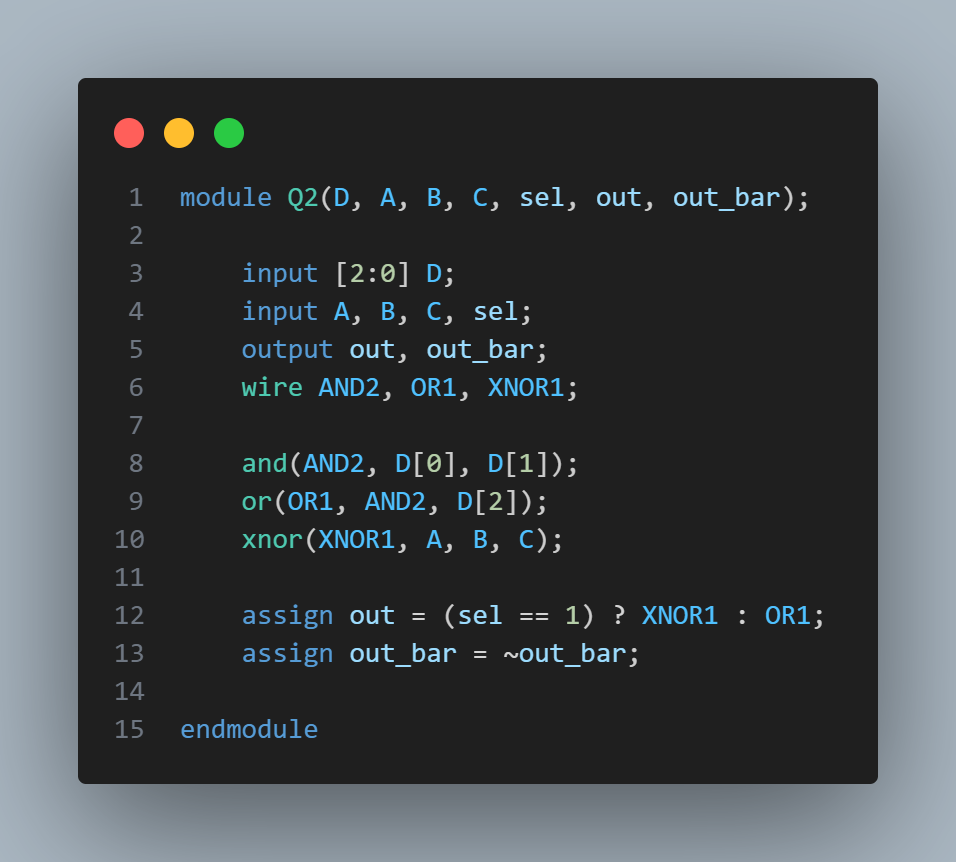 1 module Q2(D, A, B, C, sel, out, out_bar);
2
3 input [2:0] D;
4 input A, B, C, sel;
5 output out, out_bar;
6 wire AND2, OR1, XNOR1;
7
8 and(AND2, D[0], D[1]);
9 or(OR1, AND2, D[2]);
10 xnor(XNOR1, A, B, C);
11
12 assign out = (sel == 1) ? XNOR1 : OR1;
13 assign out_bar = ~out_bar;
14
15 endmodule